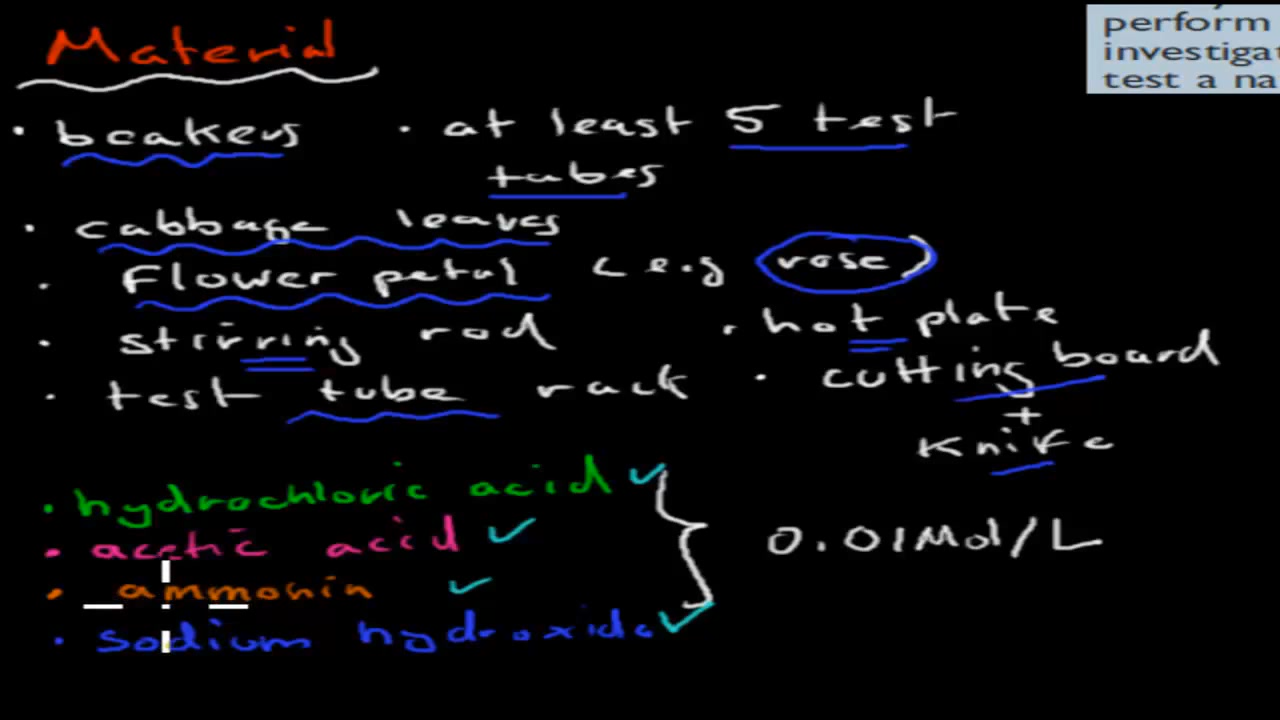 Material
perform
investigat
test a na
• beakers
• at least 5 test
tubes
• cabbage leaves
• Flower petal (e.g rose)
• stirring rod
• hot plate
• test tube rack
• cutting board
+
Knife
• hydrochloric acid ✓
• acetic acid ✓
• ammonia ✓
• sodium hydroxide ✓
0.01Mol/L